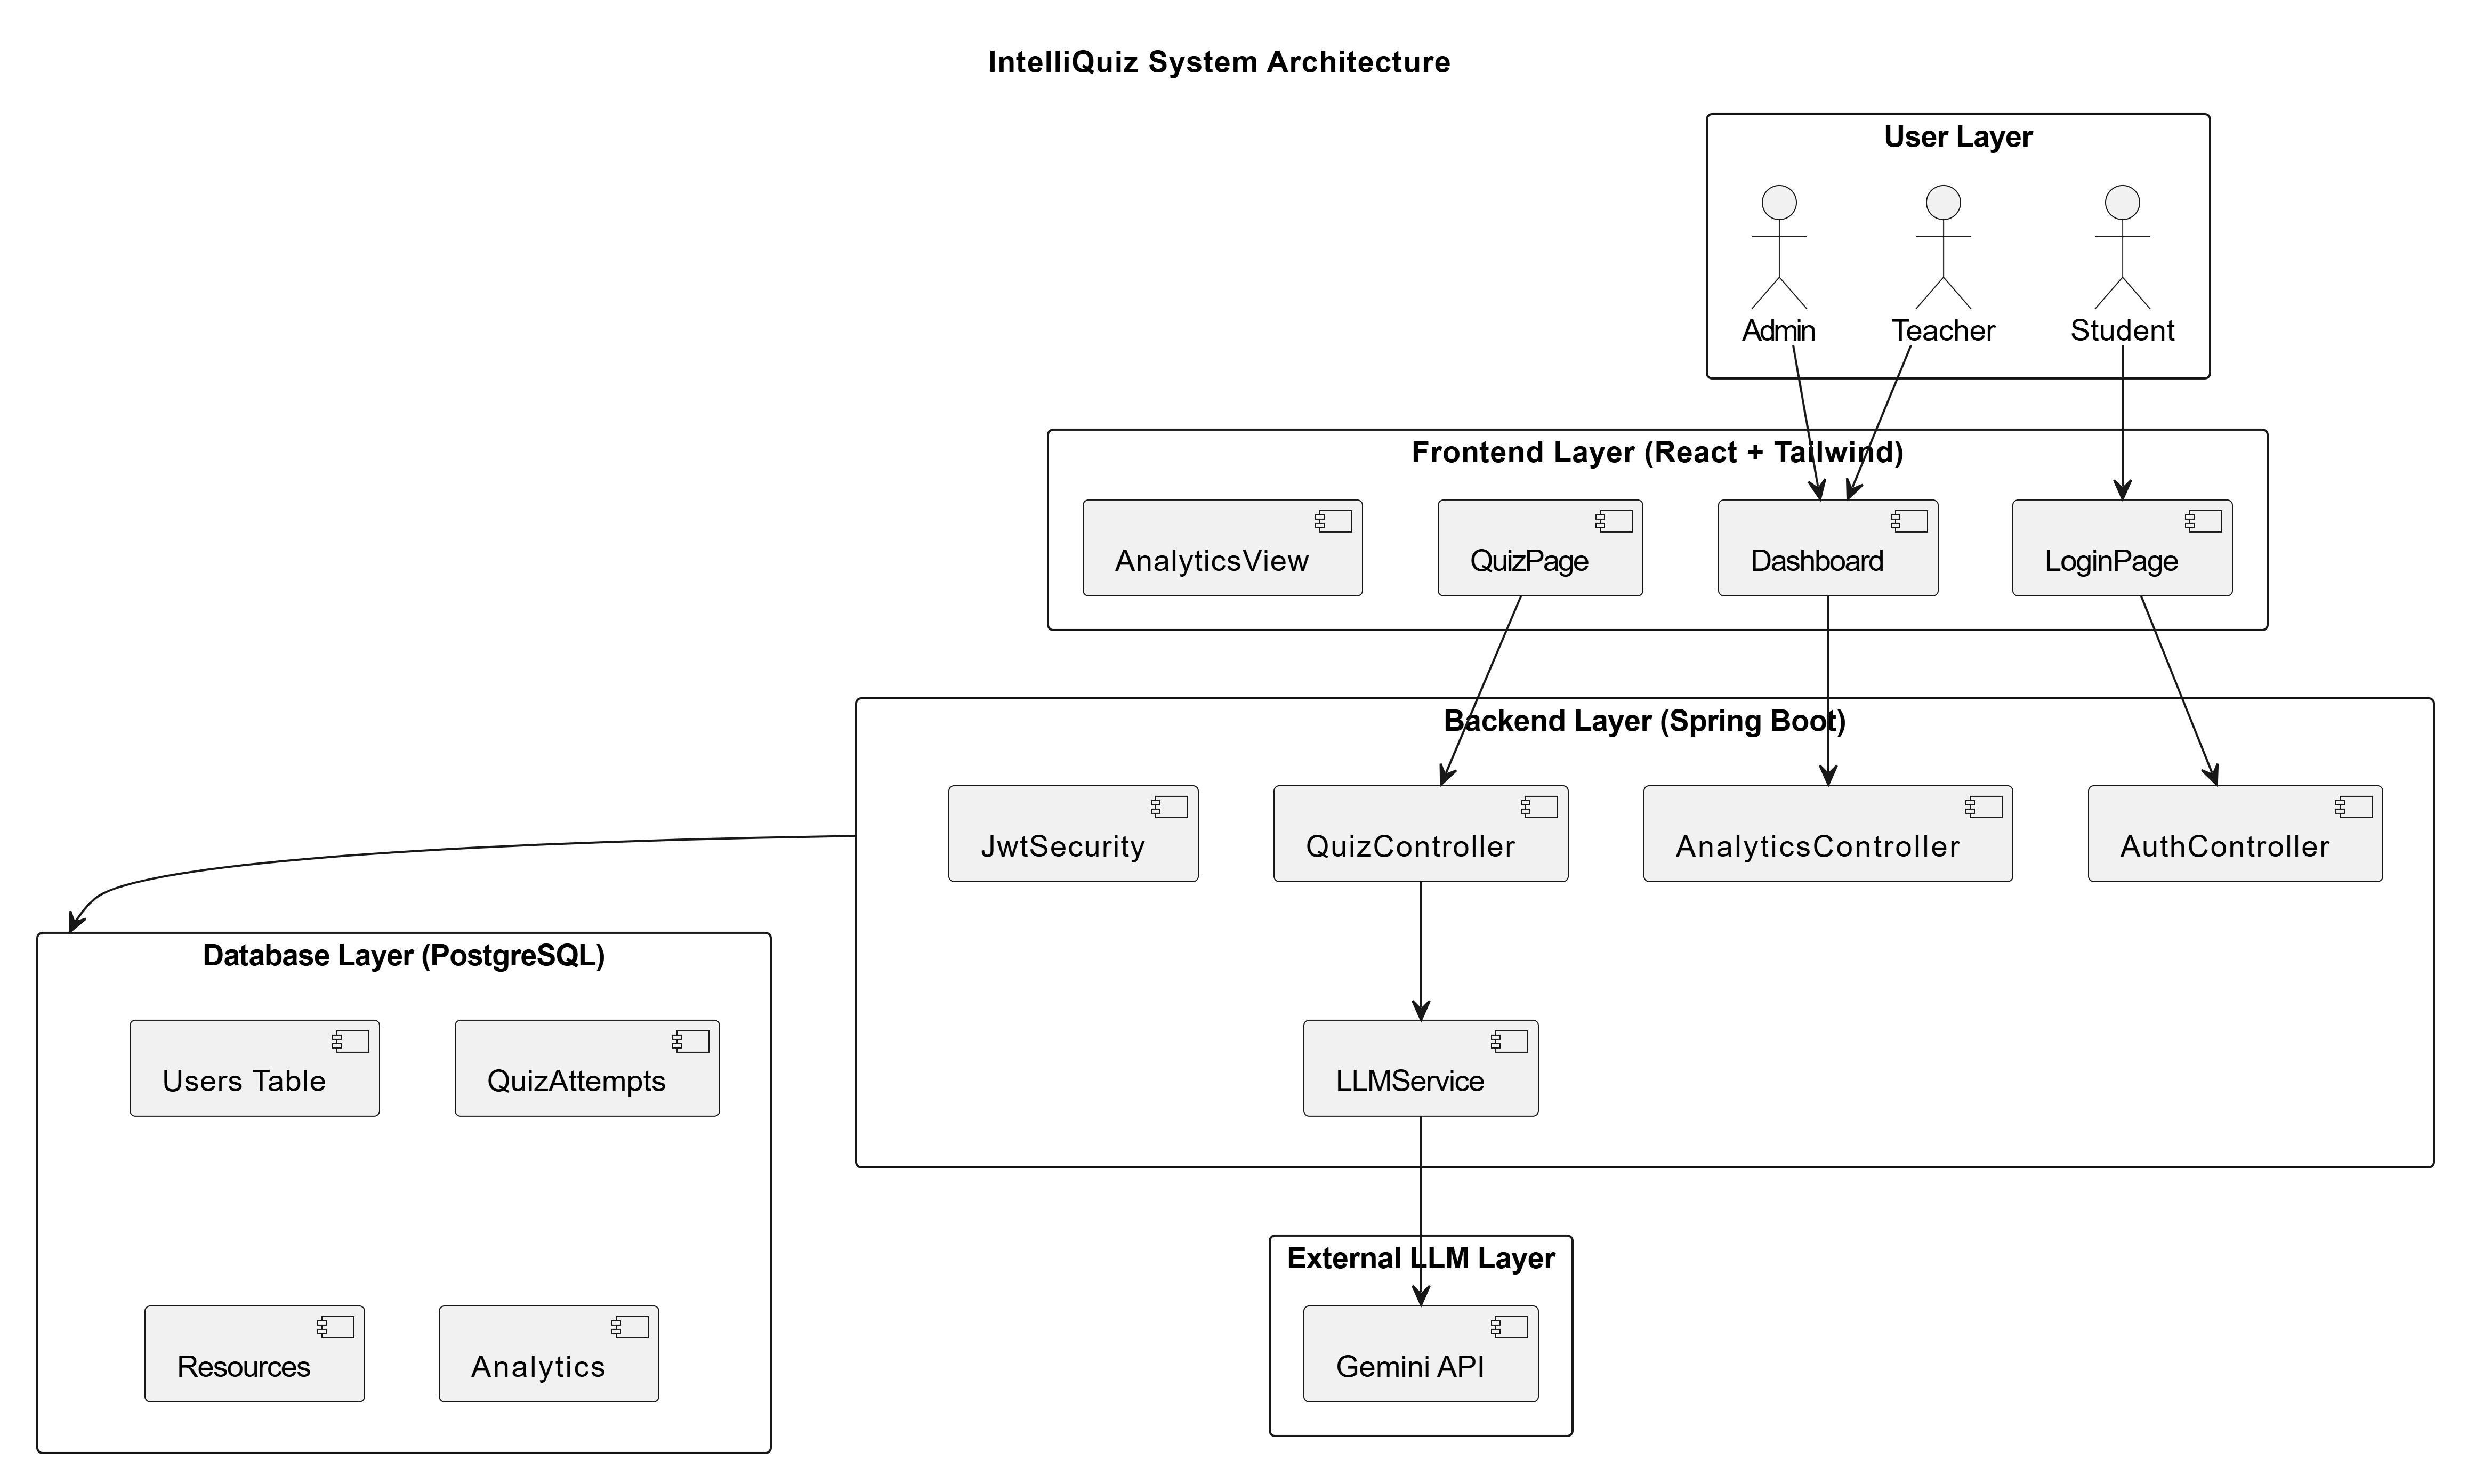 IntelliQuiz System Architecture
User Layer
Admin
Teacher
Student
Frontend Layer (React + Tailwind)
AnalyticsView
QuizPage
Dashboard
LoginPage
Backend Layer (Spring Boot)
JwtSecurity
QuizController
AnalyticsController
AuthController
Database Layer (PostgreSQL)
Users Table
QuizAttempts
LLMService
External LLM Layer
Resources
Analytics
Gemini API